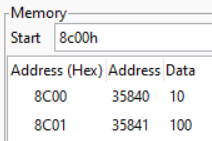 Memory
Start 8c00h
Address (Hex) Address Data
8C00 35840 10
8C01 35841 100